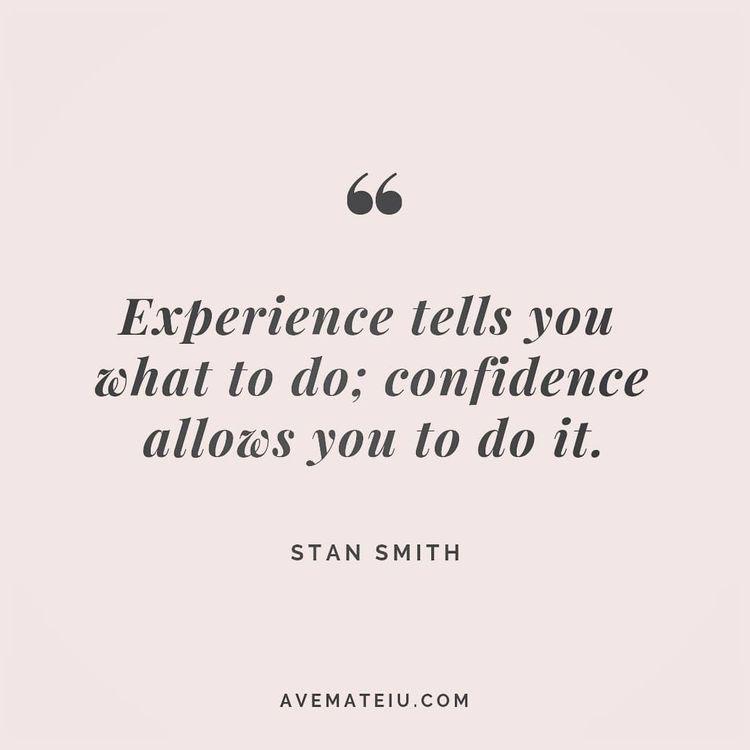 “
Experience tells you
what to do; confidence
allows you to do it.
STAN SMITH
AVEMATEIU.COM